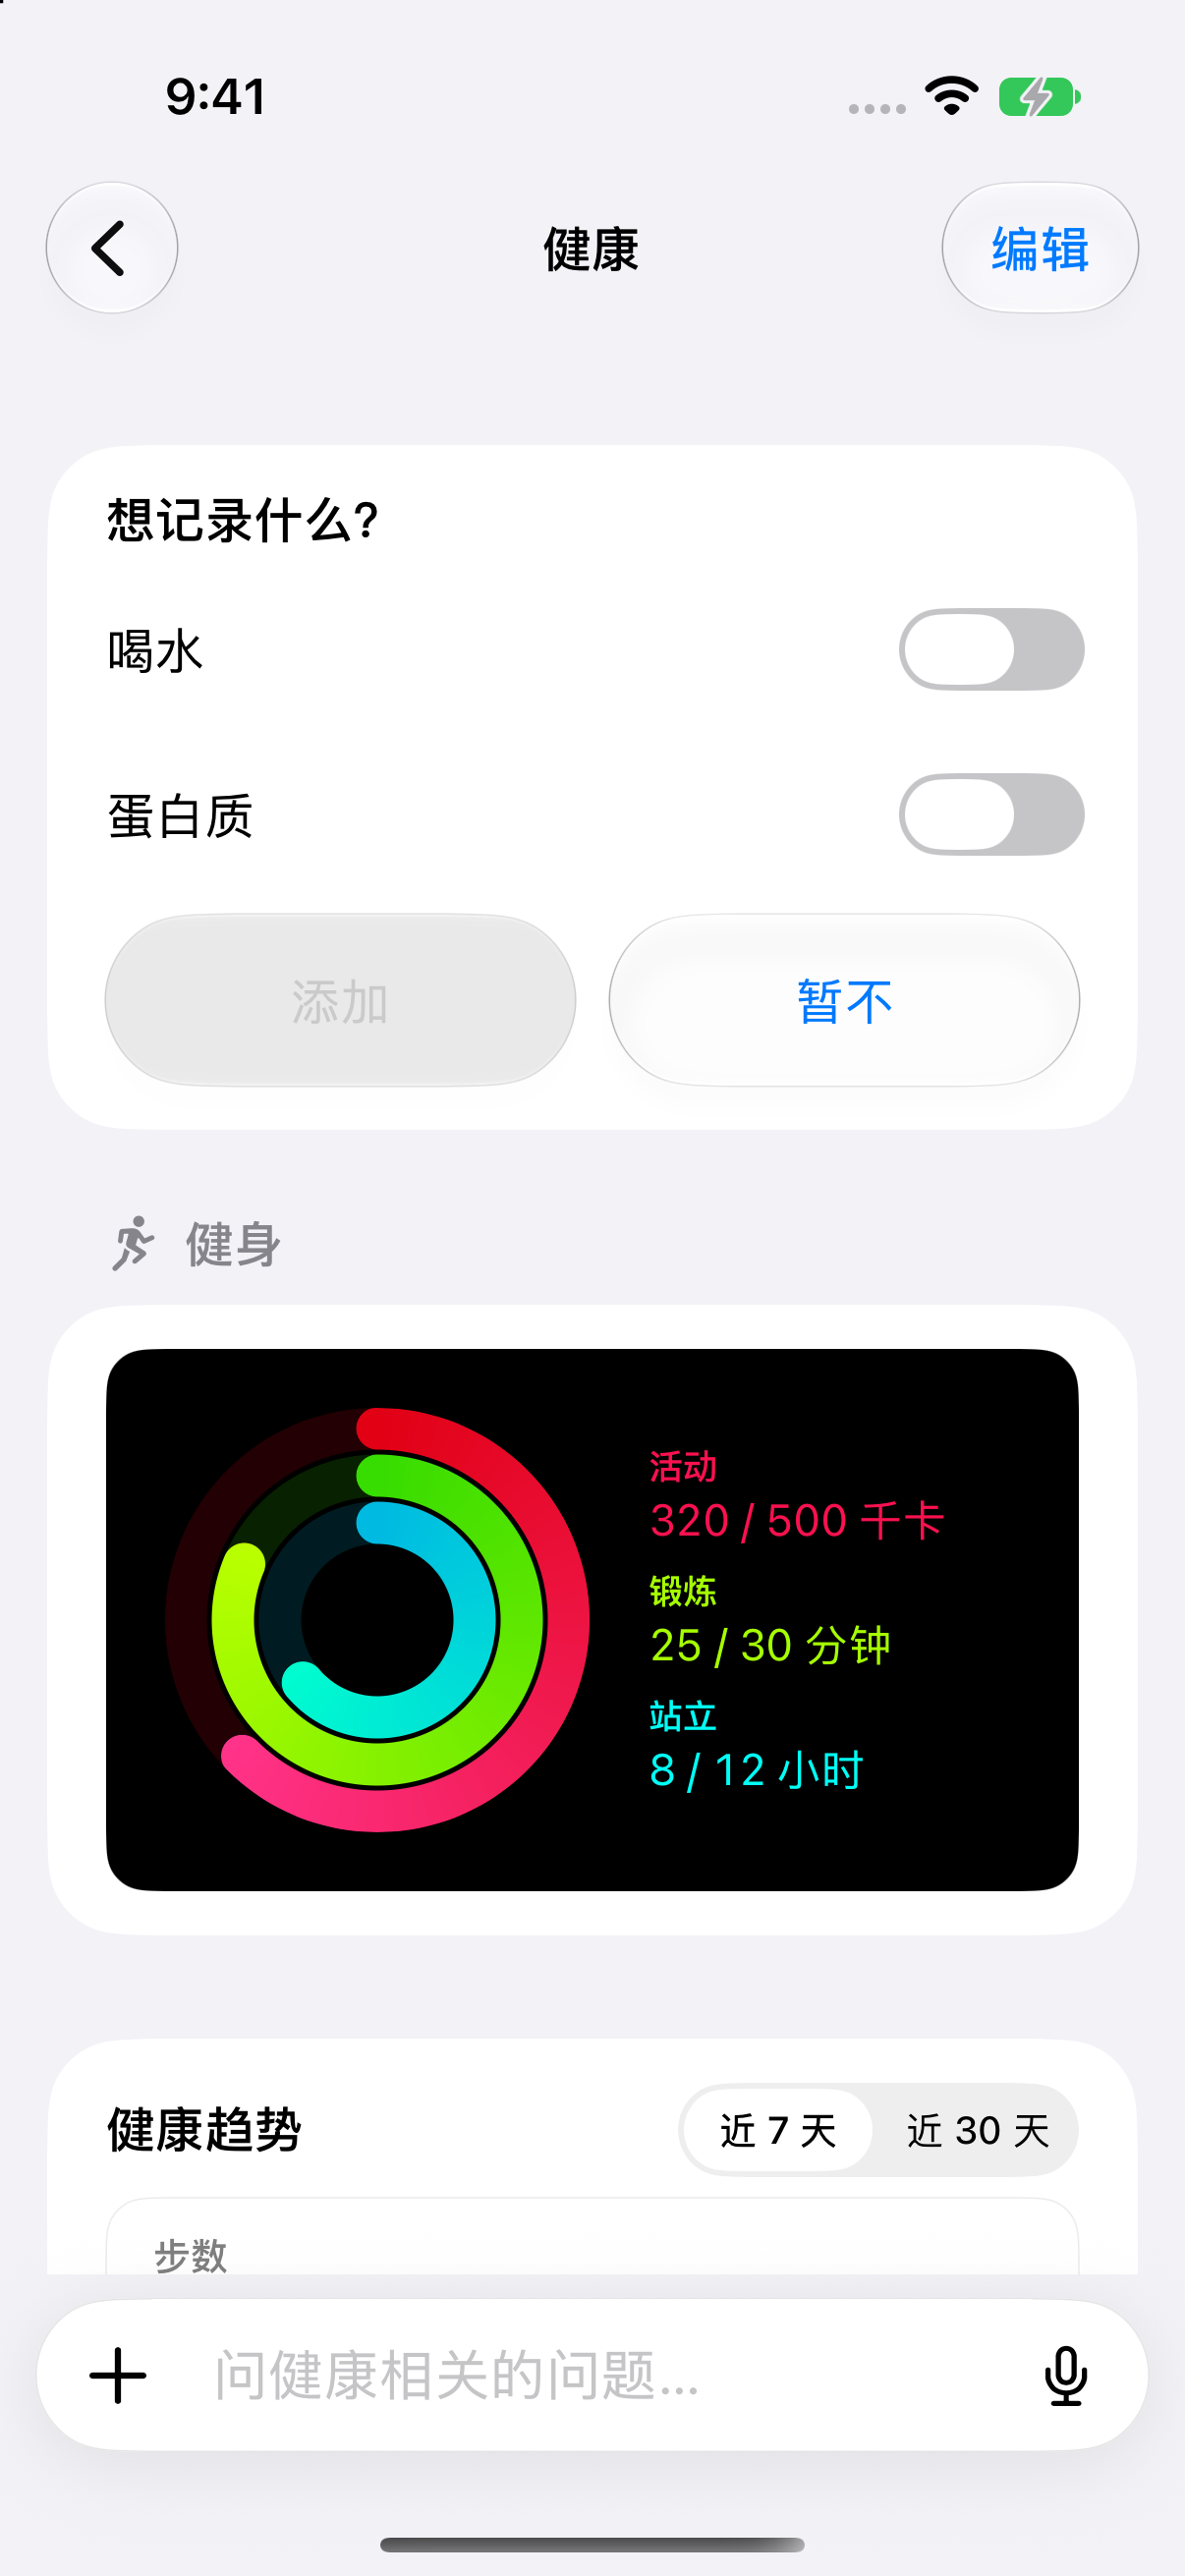 9:41
健康
编辑
想记录什么?
喝水
蛋白质
添加
暂不
健身
活动
320 / 500 千卡
锻炼
25 / 30 分钟
站立
8 / 12 小时
健康趋势
近 7 天
近 30 天
步数
问健康相关的问题...